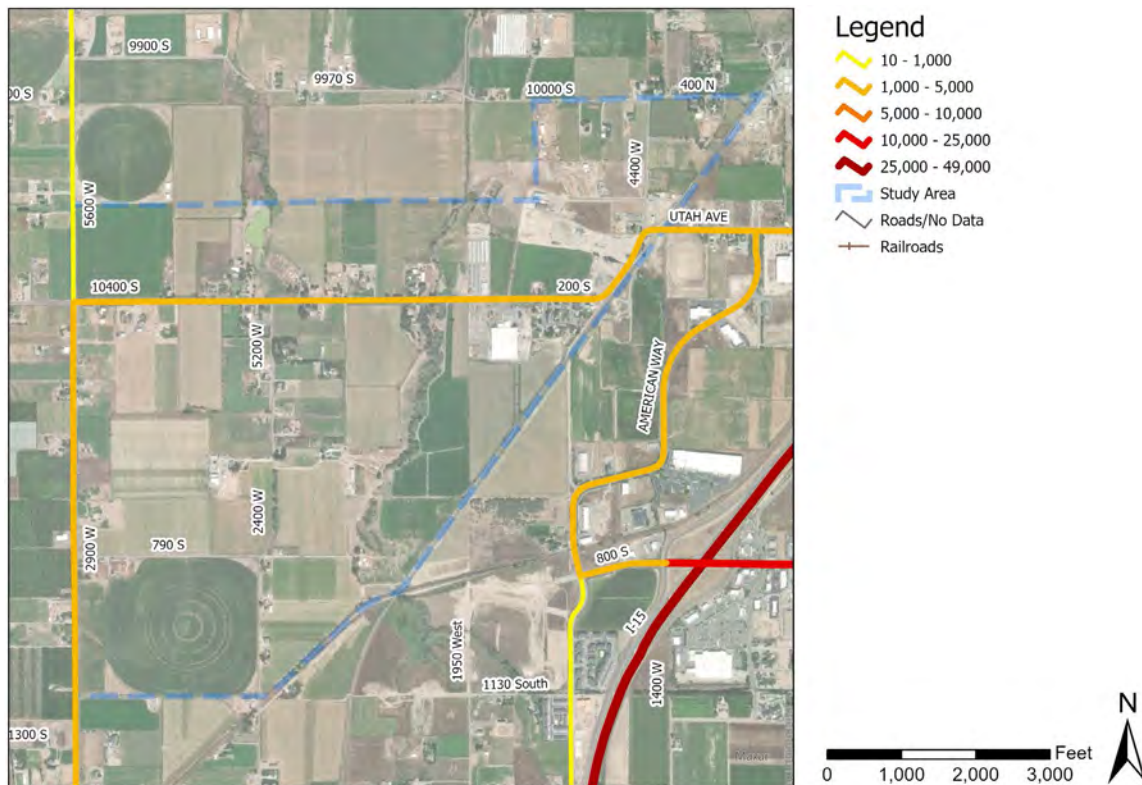 9900 S
9970 S
00 S
10000 S
400 N
5600 W
4400 W
UTAH AVE
10400 S
200 S
5200 W
AMERICAN WAY
2400 W
2900 W
790 S
800 S
I-15
1950 West
1400 W
1130 South
1300 S
Maxar
Legend
10 - 1,000
1,000 - 5,000
5,000 - 10,000
10,000 - 25,000
25,000 - 49,000
Study Area
Roads/No Data
Railroads
N
Feet
0 1,000 2,000 3,000